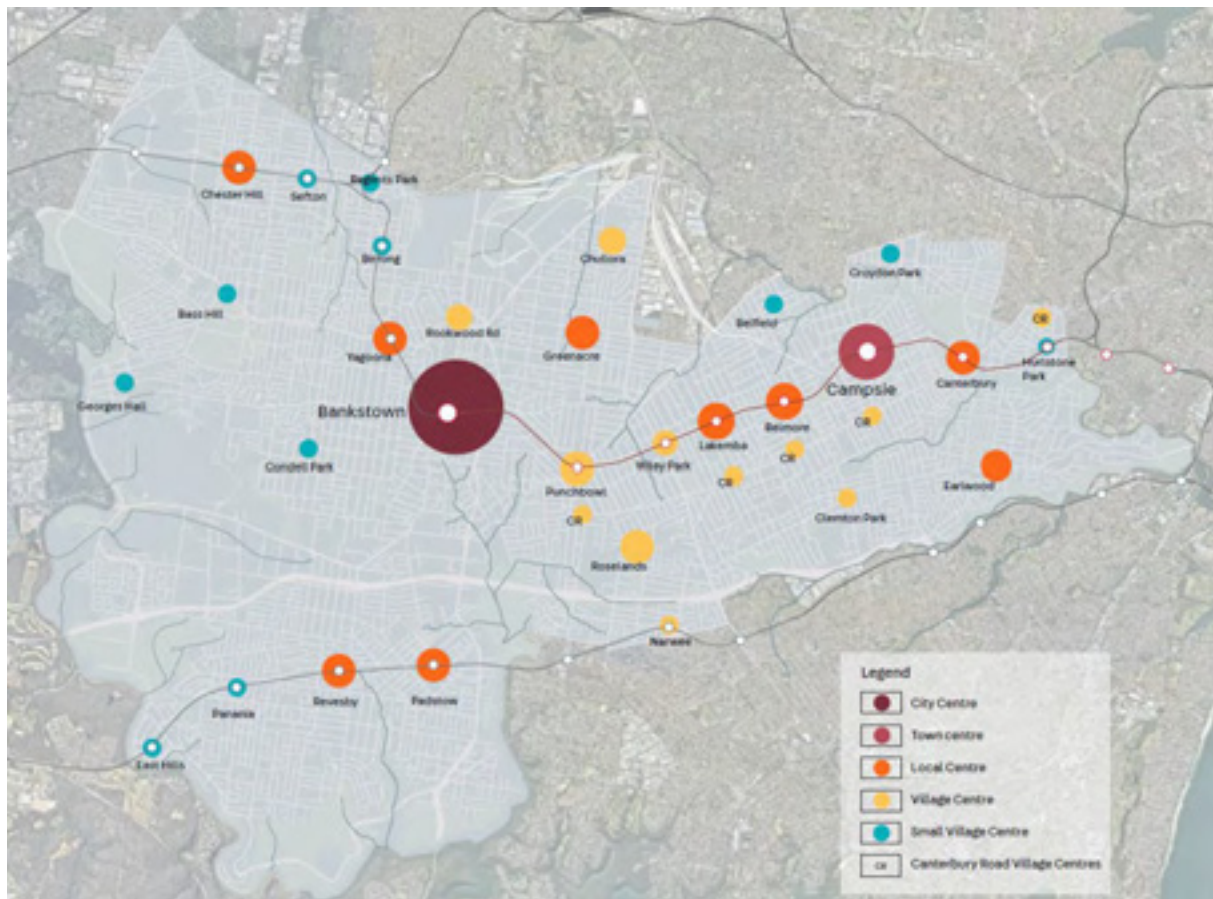 Chester Hill
Sefton
Regents Park
Birrong
Chullora
Croydon Park
Bass Hill
Belfield
CR
Rookwood Rd
Yagoona
Greenacre
Hurlstone
Park
Canterbury
Campsie
Georges Hall
Bankstown
Belmore
CR
Lakemba
CR
Condell Park
Wiley Park
CR
Earlwood
Punchbowl
CR
Clemton Park
Roselands
Narwee
Revesby
Padstow
Panania
East Hills
Legend
City Centre
Town centre
Local Centre
Village Centre
Small Village Centre
CR Canterbury Road Village Centres